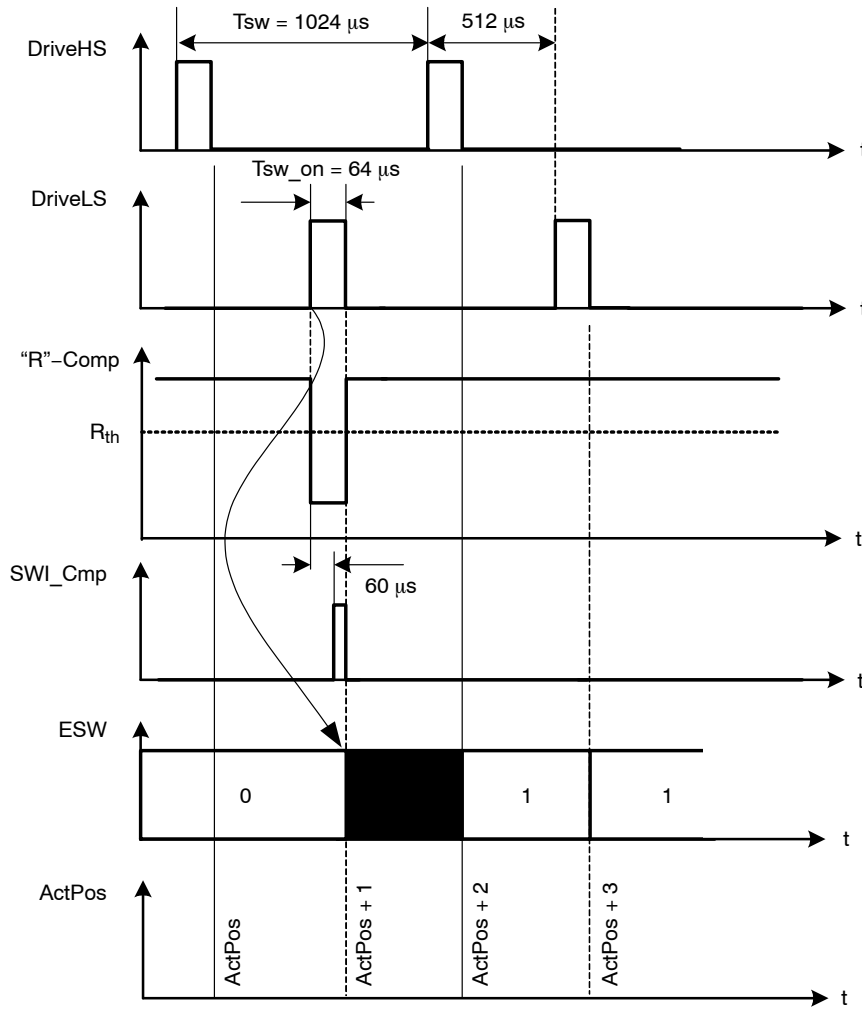 Tsw = 1024 μs
512 μs
DriveHS
t
Tsw_on = 64 μs
DriveLS
t
“R”−Comp
Rth
t
SWI_Cmp
60 μs
t
ESW
0
1
1
t
ActPos
ActPos
ActPos + 1
ActPos + 2
ActPos + 3
t